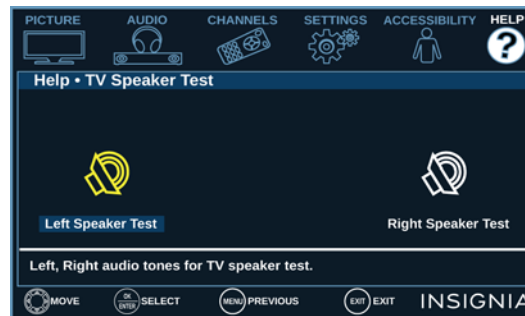 PICTURE AUDIO CHANNELS SETTINGS ACCESSIBILITY HELP
?
Help • TV Speaker Test
Left Speaker Test Right Speaker Test
Left, Right audio tones for TV speaker test.
MOVE OK ENTER SELECT MENU PREVIOUS EXIT EXIT INSIGNIA